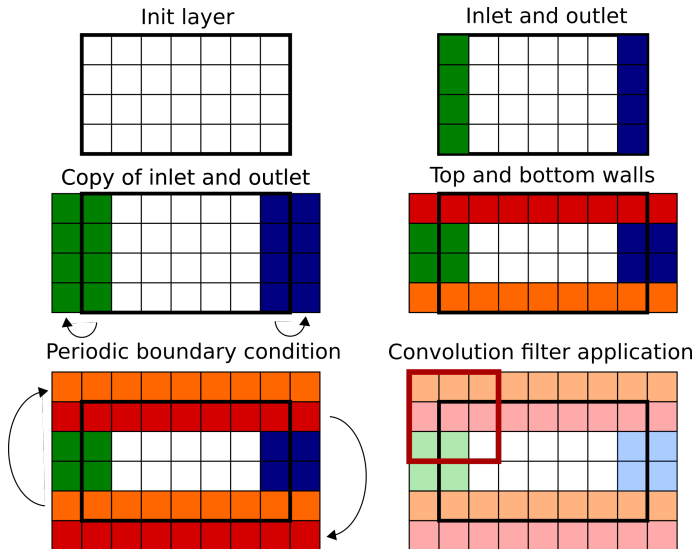 Init layer
Inlet and outlet
Copy of inlet and outlet
Top and bottom walls
Periodic boundary condition
Convolution filter application